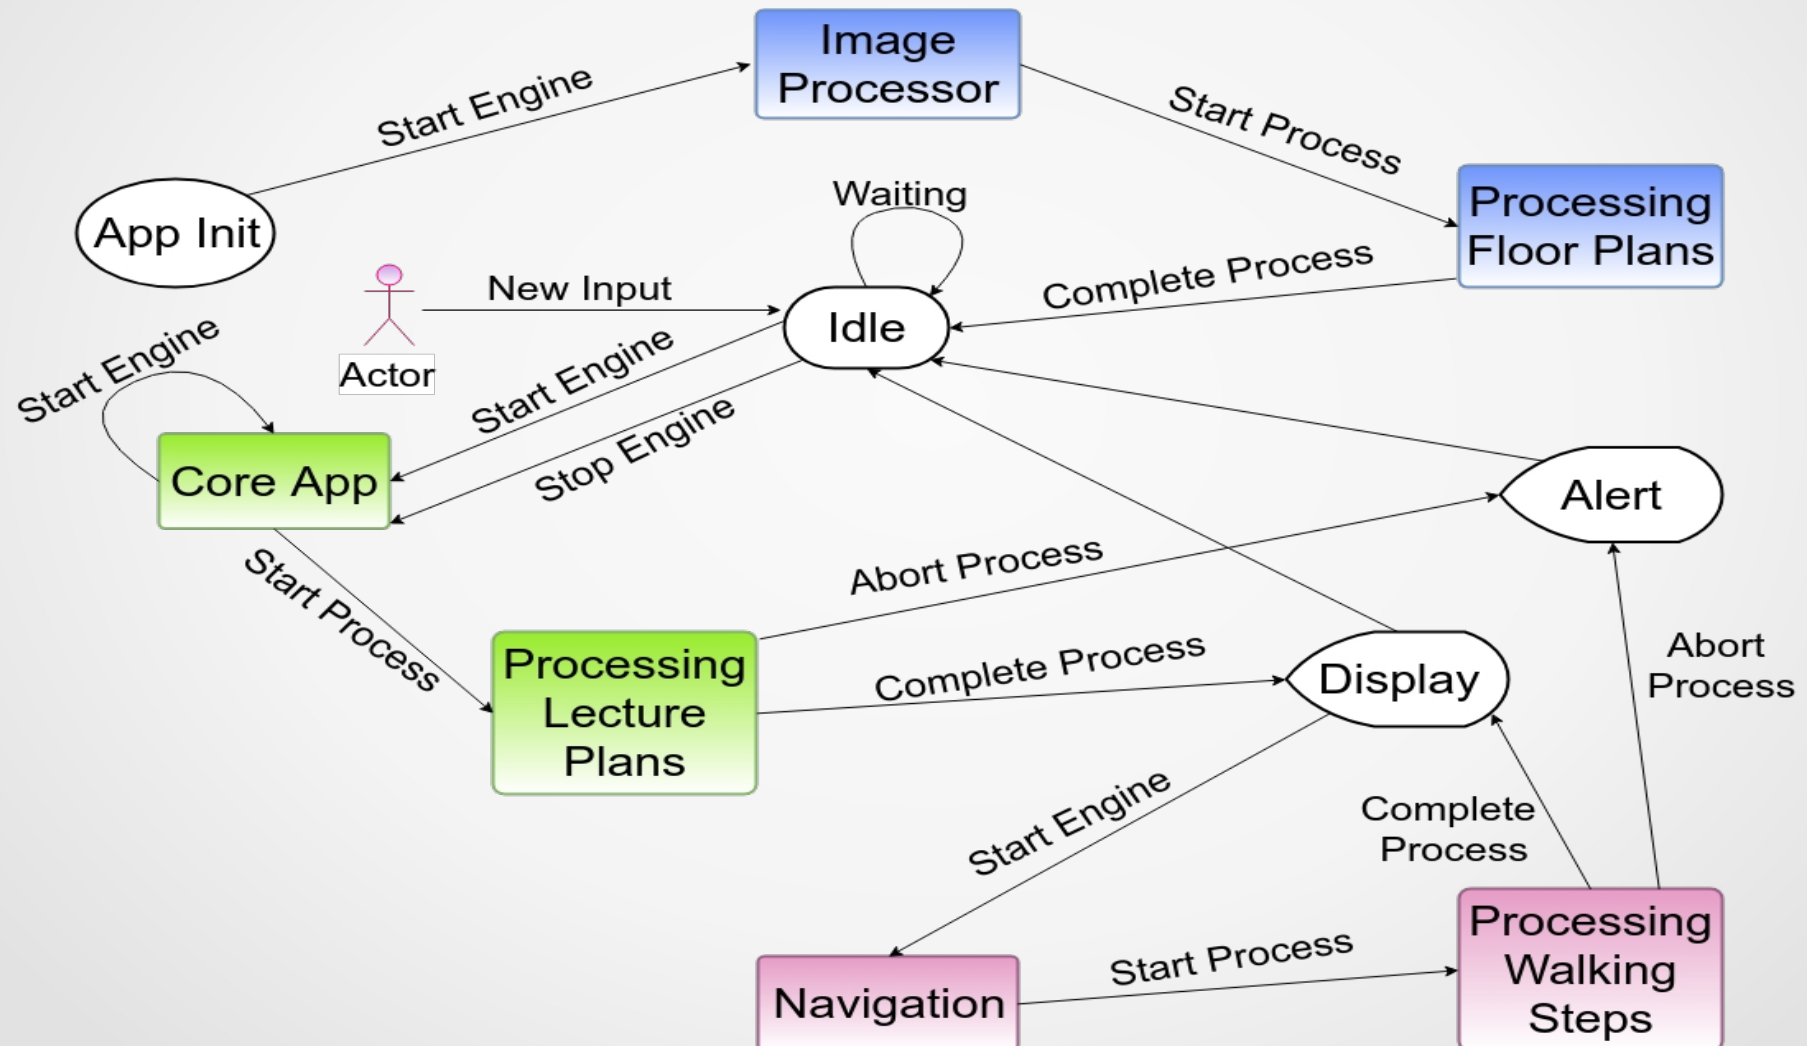 Image
Processor
Start Engine
Start Process
App Init
Waiting
Processing
Floor Plans
New Input
Complete Process
Idle
Actor
Start Engine
Start Engine
Stop Engine
Core App
Alert
Start Process
Abort Process
Processing
Lecture
Plans
Complete Process
Display
Abort
Process
Start Engine
Complete
Process
Navigation
Start Process
Processing
Walking
Steps